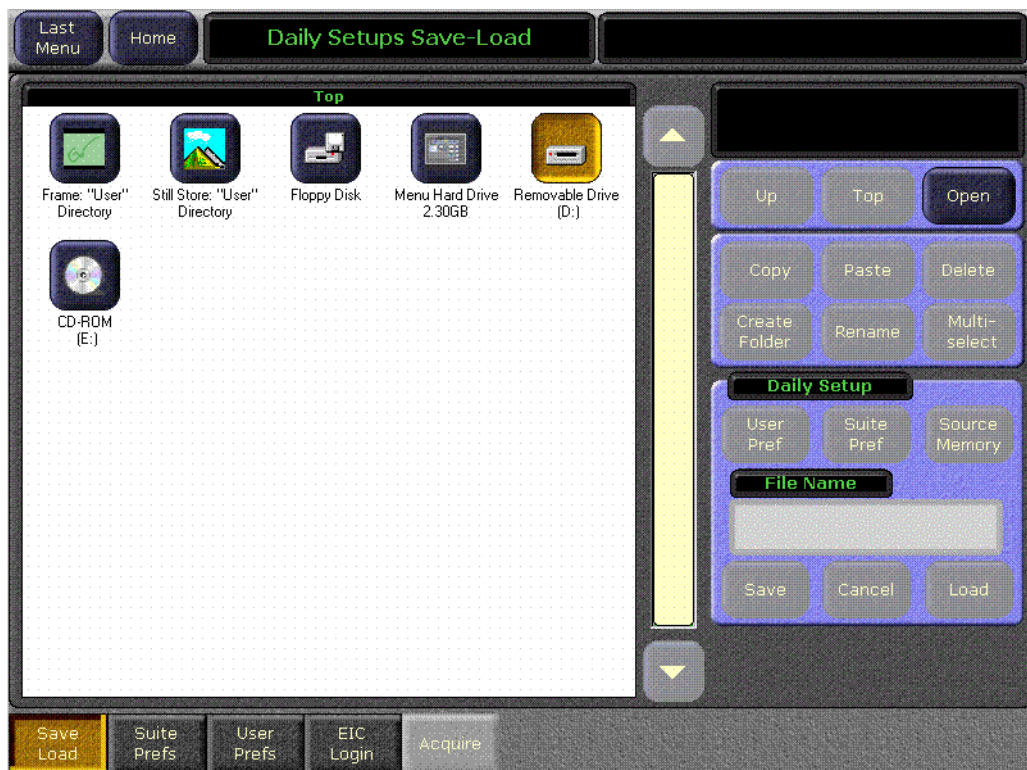 Last
Menu
Home
Daily Setups Save-Load
Top
Frame: "User"
Directory
Still Store: "User"
Directory
Floppy Disk
Menu Hard Drive
2.30GB
Removable Drive
(D:)
CD-ROM
(E:)
Up
Top
Open
Copy
Paste
Delete
Create
Folder
Rename
Multi-
select
Daily Setup
User
Pref
Suite
Pref
Source
Memory
File Name
Save
Cancel
Load
Save
Load
Suite
Prefs
User
Prefs
EIC
Login
Acquire